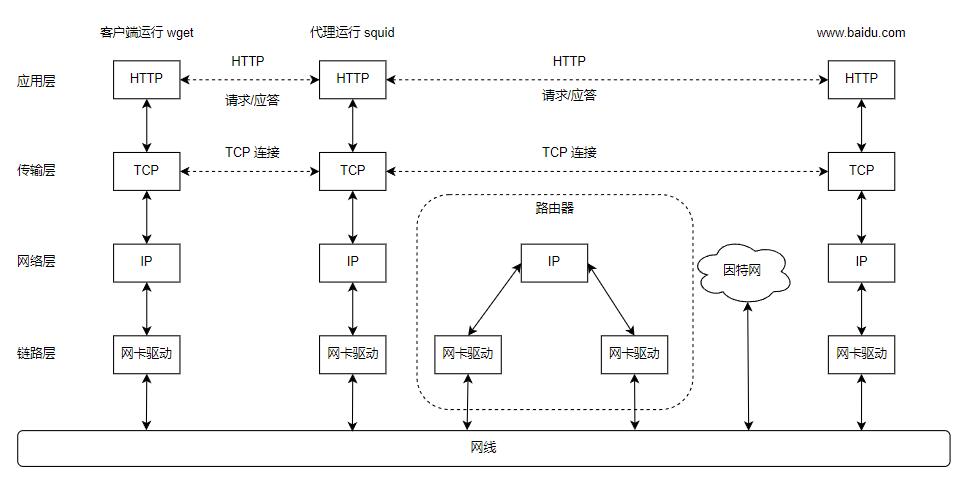 客户端运行 wget
代理运行 squid
www.baidu.com
应用层
HTTP
HTTP
HTTP
HTTP
HTTP
请求/应答
请求/应答
传输层
TCP
TCP 连接
TCP
TCP 连接
TCP
路由器
网络层
IP
IP
IP
因特网
IP
链路层
网卡驱动
网卡驱动
网卡驱动
网卡驱动
网卡驱动
网线